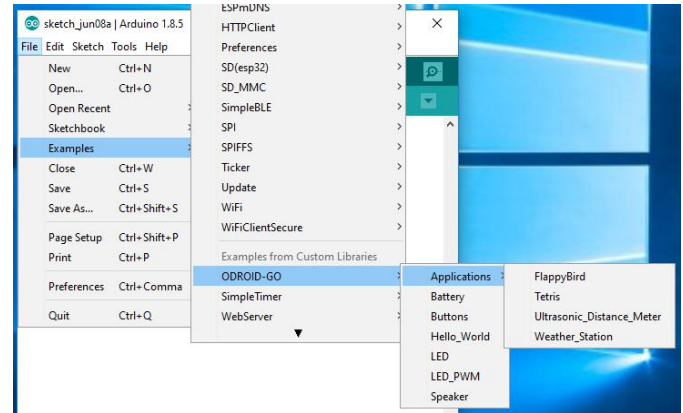 sketch_jun08a | Arduino 1.8.5
File Edit Sketch Tools Help
New Ctrl+N
Open... Ctrl+O
Open Recent
Sketchbook
Examples
Close Ctrl+W
Save Ctrl+S
Save As... Ctrl+Shift+S
Page Setup Ctrl+Shift+P
Print Ctrl+P
Preferences Ctrl+Comma
Quit Ctrl+Q
ESPmDNS
HTTPClient
Preferences
SD(esp32)
SD_MMC
SimpleBLE
SPI
SPIFFS
Ticker
Update
WiFi
WiFiClientSecure
Examples from Custom Libraries
ODROID-GO
SimpleTimer
WebServer
Applications
Battery
Buttons
Hello_World
LED
LED_PWM
Speaker
FlappyBird
Tetris
Ultrasonic_Distance_Meter
Weather_Station